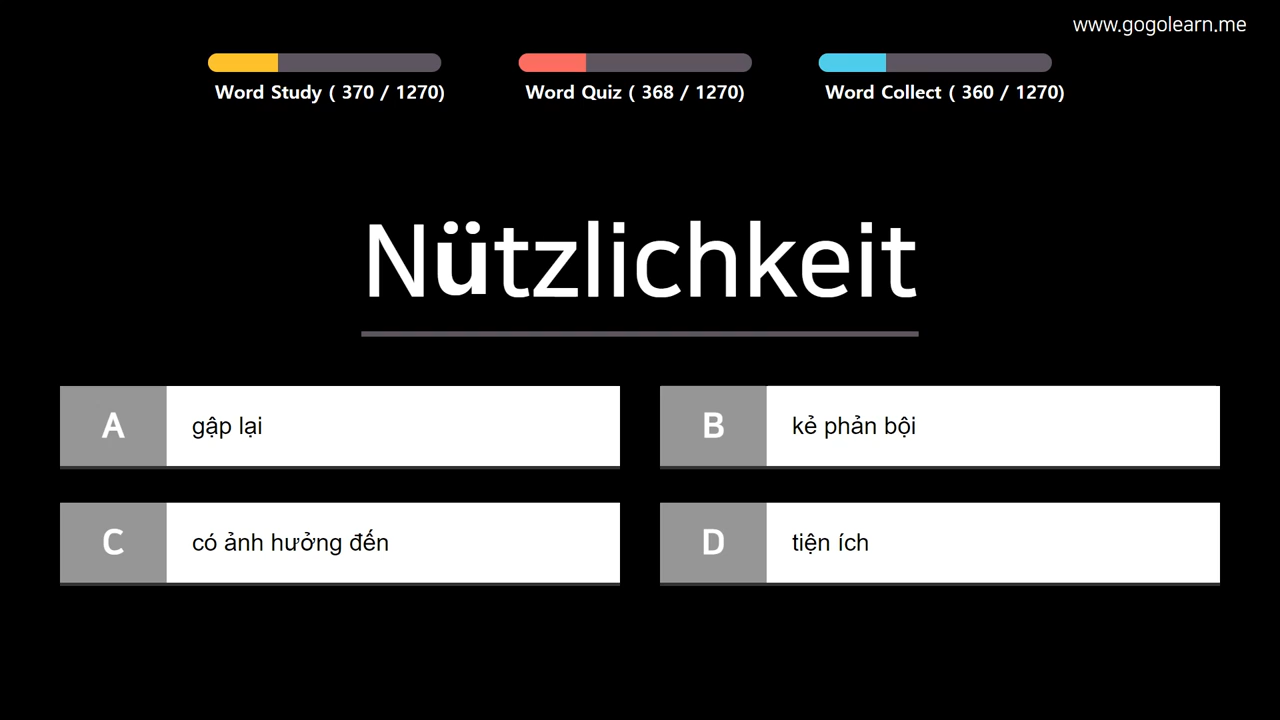 www.gogolearn.me
Word Study ( 370 / 1270)
Word Quiz ( 368 / 1270)
Word Collect ( 360 / 1270)
Nützlichkeit
A gập lại
B kẻ phản bội
C có ảnh hưởng đến
D tiện ích